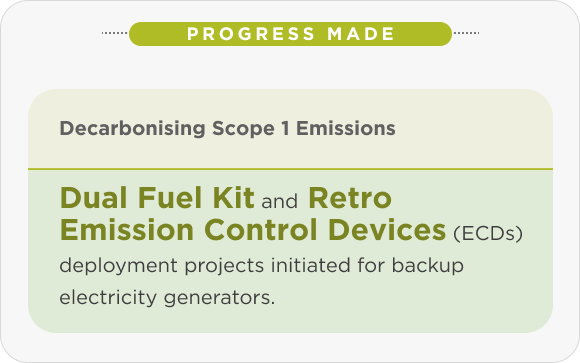 PROGRESS MADE
Decarbonising Scope 1 Emissions
Dual Fuel Kit and Retro
Emission Control Devices (ECDs)
deployment projects initiated for backup
electricity generators.